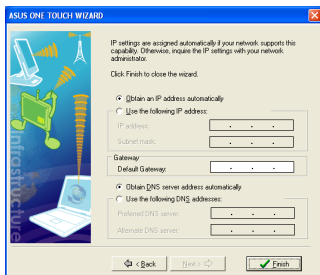 ASUS ONE TOUCH WIZARD
IP settings are assigned automatically if your network supports this
capability. Otherwise, inquire the IP settings with your network
administrator.
Click Finish to close the wizard.
Obtain an IP address automatically
Use the following IP address:
IP address:
Subnet mask:
Gateway
Default Gateway:
Obtain DNS server address automatically
Use the following DNS addresses:
Preferred DNS server:
Alternate DNS server:
< Back
Next >
Finish
Infrastructure